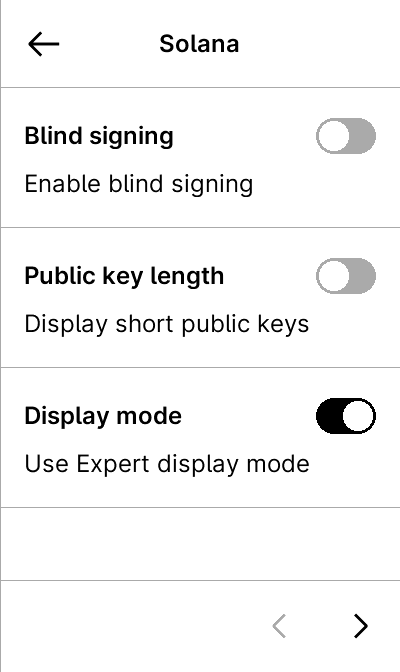 Solana
Blind signing
Enable blind signing
Public key length
Display short public keys
Display mode
Use Expert display mode